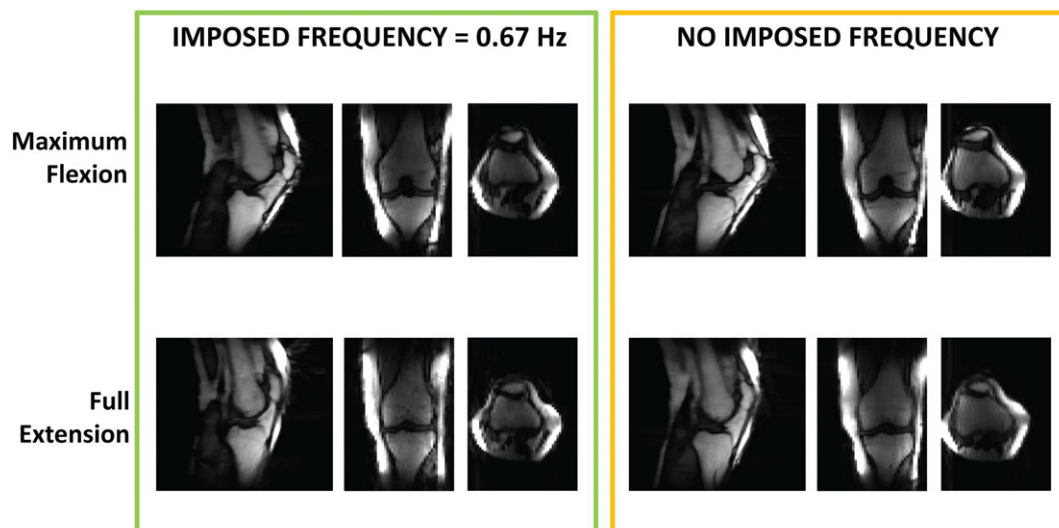 IMPOSED FREQUENCY = 0.67 Hz
NO IMPOSED FREQUENCY
Maximum
Flexion
Full
Extension